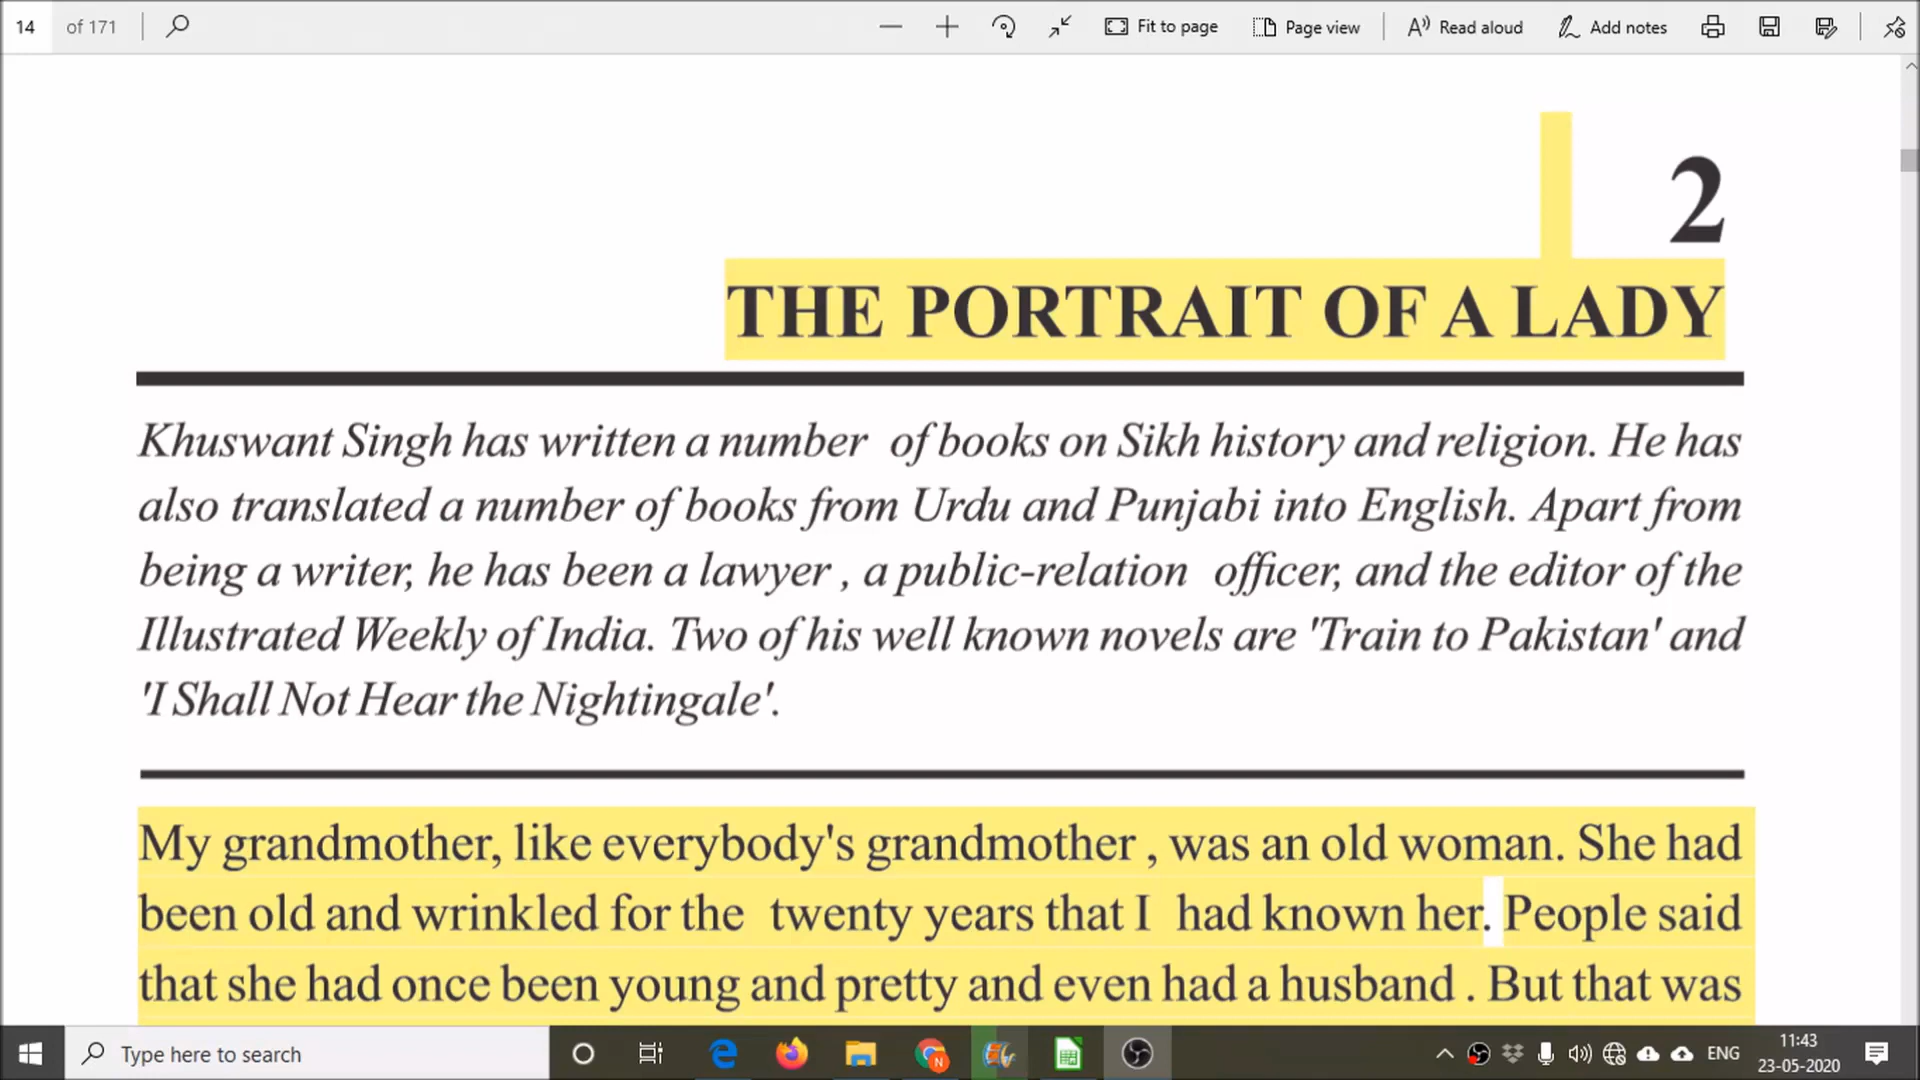 14 of 171 Fit to page Page view Read aloud Add notes
2
THE PORTRAIT OF A LADY
Khuswant Singh has written a number of books on Sikh history and religion. He has
also translated a number of books from Urdu and Punjabi into English. Apart from
being a writer, he has been a lawyer , a public-relation officer, and the editor of the
Illustrated Weekly of India. Two of his well known novels are 'Train to Pakistan' and
'I Shall Not Hear the Nightingale'.
My grandmother, like everybody's grandmother , was an old woman. She had
been old and wrinkled for the twenty years that I had known her. People said
that she had once been young and pretty and even had a husband . But that was
Type here to search ENG 11:43
23-05-2020